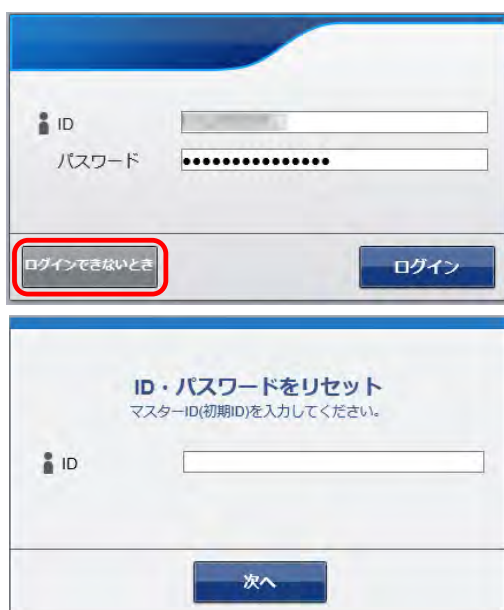 ID
パスワード ●●●●●●●●●●●●●●●
ログインできないとき
ログイン
ID・パスワードをリセット
マスターID(初期ID)を入力してください。
ID
次へ